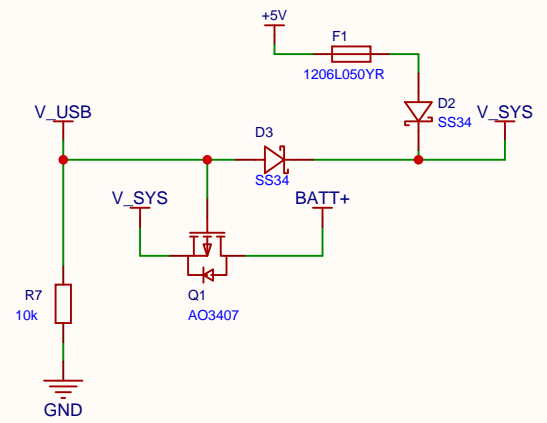 +5V
F1
1206L050YR
V_USB
D2
V_SYS
SS34
D3
SS34
V_SYS
BATT+
R7
10k
Q1
AO3407
GND